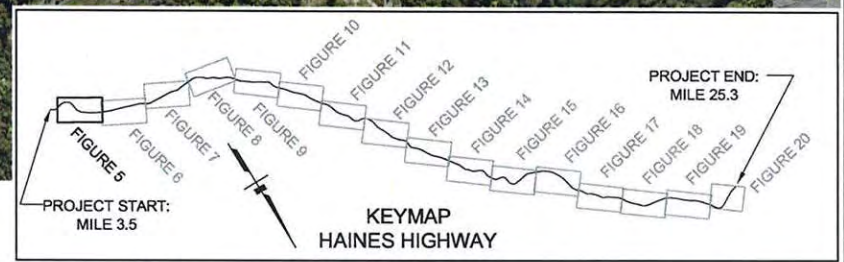 FIGURE 5
FIGURE 6
FIGURE 7
FIGURE 8
FIGURE 9
FIGURE 10
FIGURE 11
FIGURE 12
FIGURE 13
FIGURE 14
FIGURE 15
FIGURE 16
FIGURE 17
FIGURE 18
FIGURE 19
FIGURE 20
PROJECT START:
MILE 3.5
KEYMAP
HAINES HIGHWAY
PROJECT END:
MILE 25.3